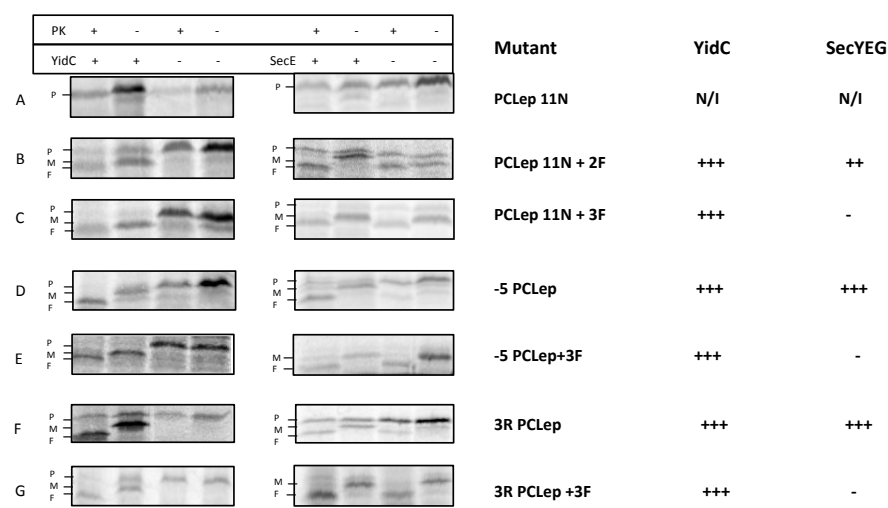 PK + - + - + - + -
YidC + + - - SecE + + - -
Mutant YidC SecYEG
A P P PCLep 11N N/I N/I
B P M F P M F PCLep 11N + 2F +++ ++
C P M F P M F PCLep 11N + 3F +++ -
D P M F P M F -5 PCLep +++ +++
E P M F M F -5 PCLep+3F +++ -
F P M F P M F 3R PCLep +++ +++
G P M F M F 3R PCLep +3F +++ -